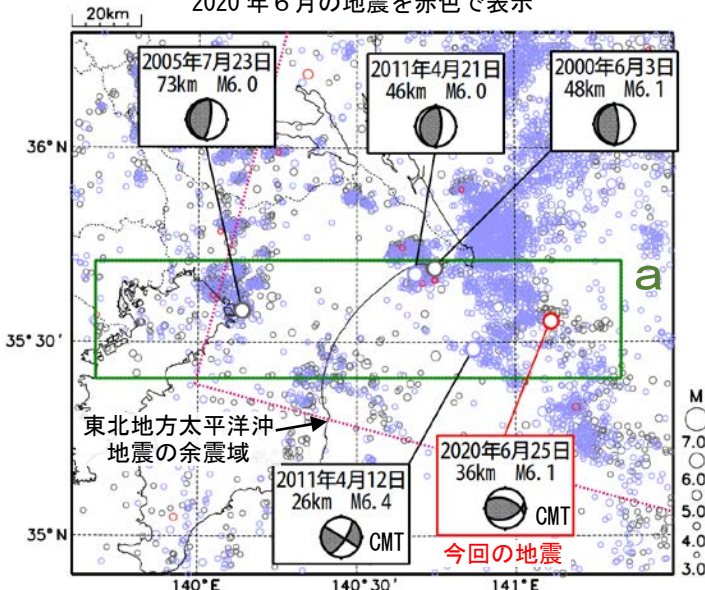 2020年6月の地震を赤色で表示
20km
2005年7月23日
73km M6.0
2011年4月21日
46km M6.0
2000年6月3日
48km M6.1
36°N
a
35°30'
東北地方太平洋沖
地震の余震域
2011年4月12日
26km M6.4
CMT
2020年6月25日
36km M6.1
CMT
今回の地震
M
7.0
6.0
5.0
4.0
3.0
35°N
140°E
140°30'
141°E